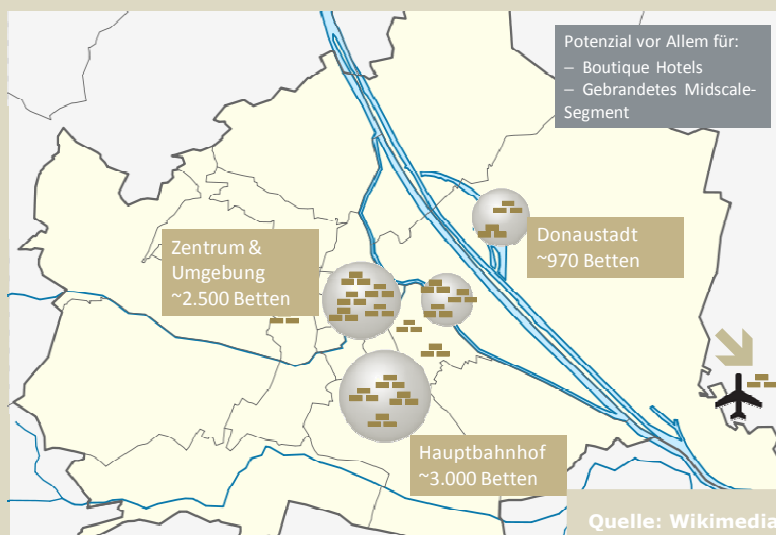 Potenzial vor Allem für:
– Boutique Hotels
– Gebrandetes Midscale-
Segment
Donaustadt
~970 Betten
Zentrum &
Umgebung
~2.500 Betten
Hauptbahnhof
~3.000 Betten
Quelle: Wikimedia